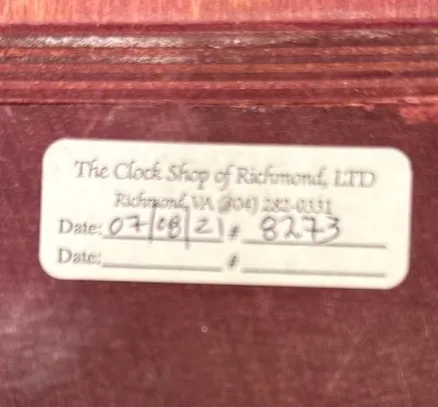 The Clock Shop of Richmond, LTD
Richmond, VA (804) 282-0331
Date: 07/08/21 # 8273
Date: #